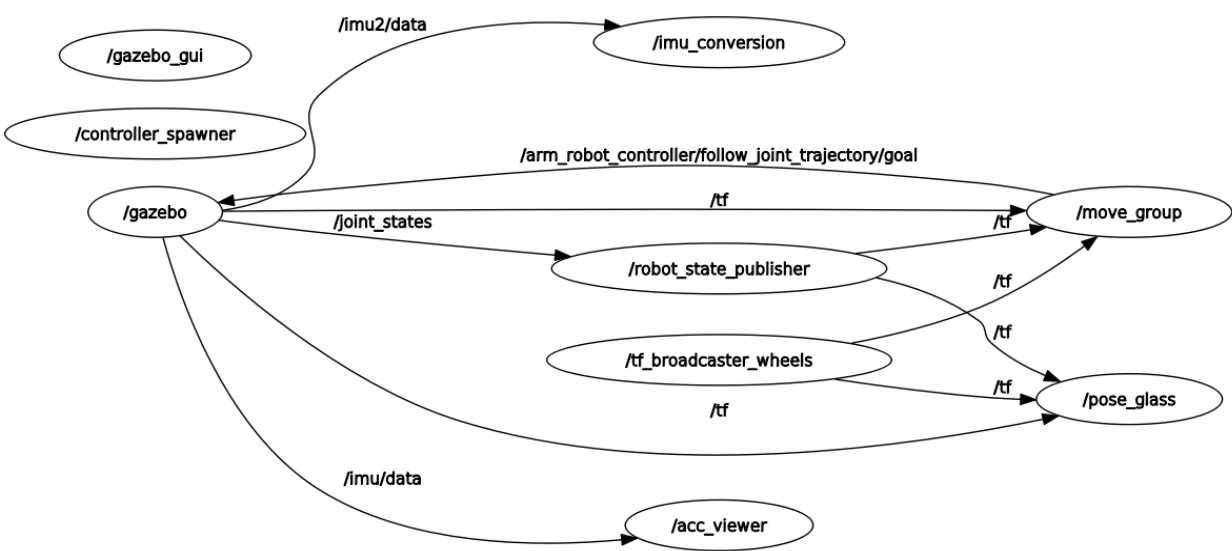 /imu2/data
/imu_conversion
/gazebo_gui
/controller_spawner
/arm_robot_controller/follow_joint_trajectory/goal
/gazebo
/tf
/move_group
/joint_states
/tf
/robot_state_publisher
/tf
/tf
/tf_broadcaster_wheels
/tf
/pose_glass
/tf
/imu/data
/acc_viewer